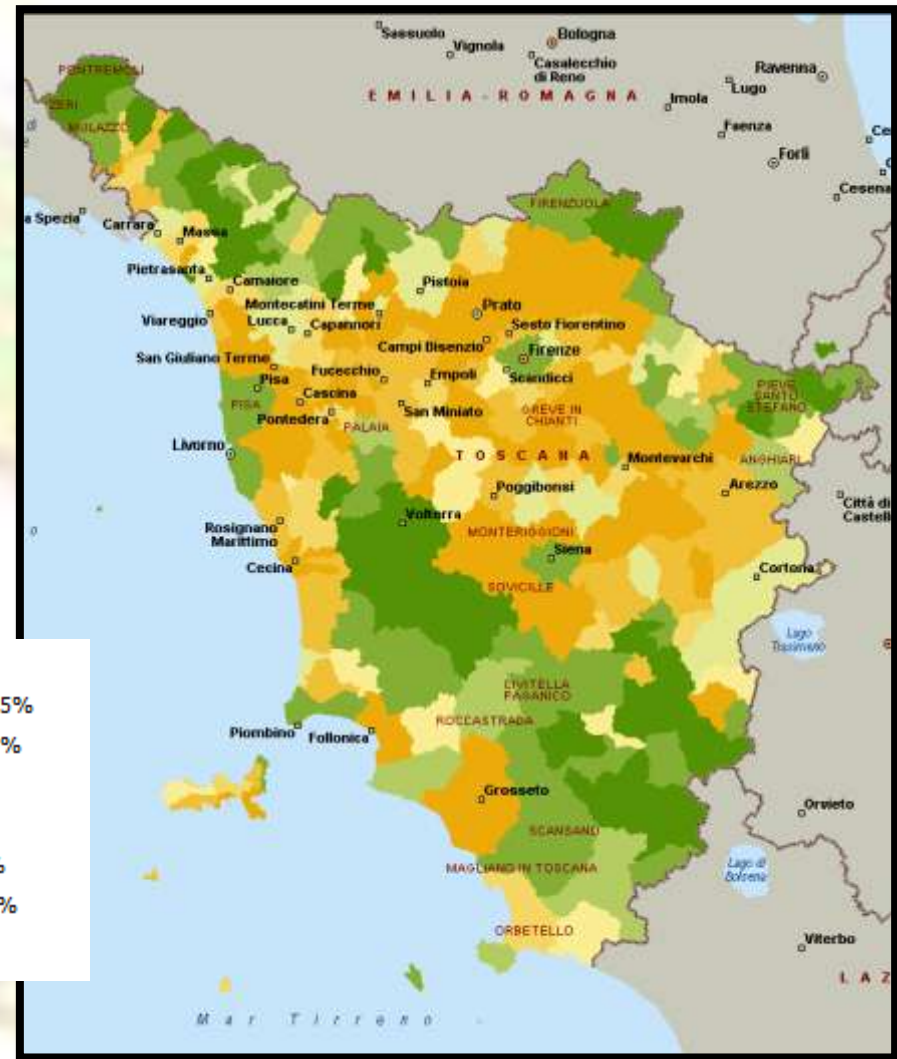 Sassuolo
Vignola
Bologna
Casalecchio
di Reno
Ravenna
Lugo
EMILIA-ROMAGNA
Imola
Faenza
Forlì
Cesena
PONTREMOLI
ZERI
MULAZZO
FIRENZUOLA
a Spezia
Carrara
Massa
Pietrasanta
Camaiore
Pistoia
Montecatini Terme
Prato
Viareggio
Lucca
Capannori
Sesto Fiorentino
Campi Bisenzio
Firenze
San Giuliano Terme
Fucecchio
Empoli
Scandicci
Pisa
Cascina
PISA
San Miniato
GREVE IN
CHIANTI
PIEVE
SANTO
STEFANO
Pontedera
PALAIA
Livorno
TOSCANA
Montevarchi
ANGHIARI
Poggibonsi
Arezzo
Città di
Castell
Volterra
Rosignano
Marittimo
MONTERIGGIONI
Siena
Cecina
SOVICILLE
Cortona
Lago
Trasimeno
5%
%
CIVITELLA
PAGANICO
ROCCASTRADA
Piombino
Follonica
Grosseto
Orvieto
SCANSANO
%
MAGLIANO IN TOSCANA
Lago di
Bolsena
%
ORBETELLO
Viterbo
LAZ
Mar Tirreno